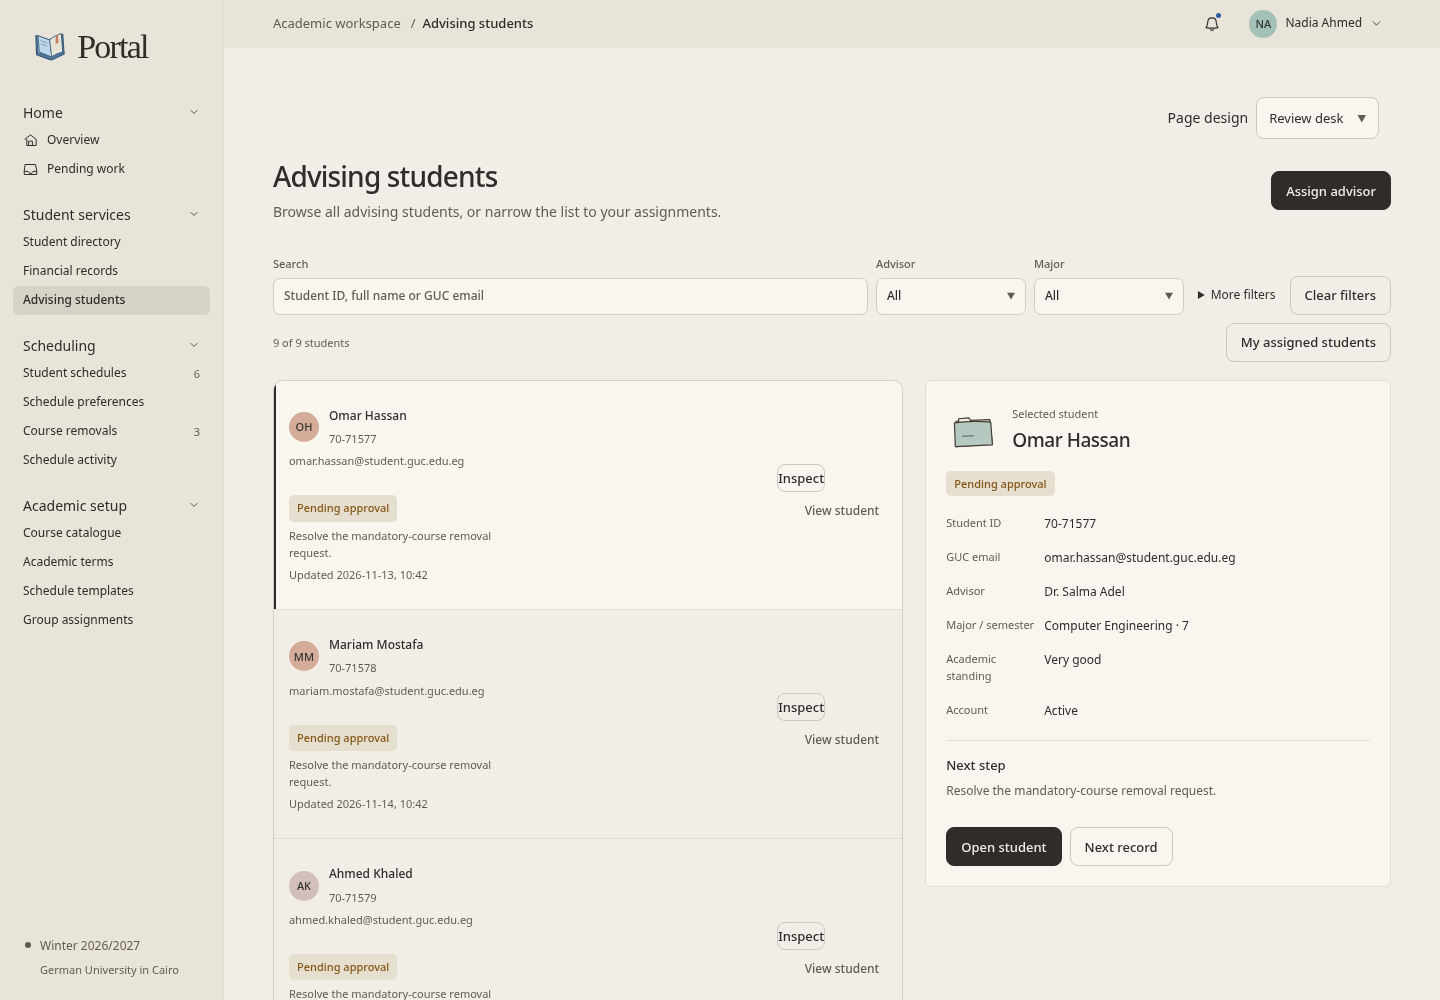 Portal
Home
Overview
Pending work
Student services
Student directory
Financial records
Advising students
Scheduling
Student schedules 6
Schedule preferences
Course removals 3
Schedule activity
Academic setup
Course catalogue
Academic terms
Schedule templates
Group assignments
Winter 2026/2027
German University in Cairo
Academic workspace / Advising students
NA Nadia Ahmed
Page design Review desk
Advising students
Browse all advising students, or narrow the list to your assignments.
Assign advisor
Search Advisor Major
Student ID, full name or GUC email All All More filters Clear filters
9 of 9 students My assigned students
OH Omar Hassan
70-71577
omar.hassan@student.guc.edu.eg
Inspect
Pending approval
View student
Resolve the mandatory-course removal
request.
Updated 2026-11-13, 10:42
MM Mariam Mostafa
70-71578
mariam.mostafa@student.guc.edu.eg
Inspect
Pending approval
View student
Resolve the mandatory-course removal
request.
Updated 2026-11-14, 10:42
AK Ahmed Khaled
70-71579
ahmed.khaled@student.guc.edu.eg
Inspect
Pending approval
View student
Resolve the mandatory-course removal
Selected student
Omar Hassan
Pending approval
Student ID 70-71577
GUC email omar.hassan@student.guc.edu.eg
Advisor Dr. Salma Adel
Major / semester Computer Engineering · 7
Academic standing Very good
Account Active
Next step
Resolve the mandatory-course removal request.
Open student Next record